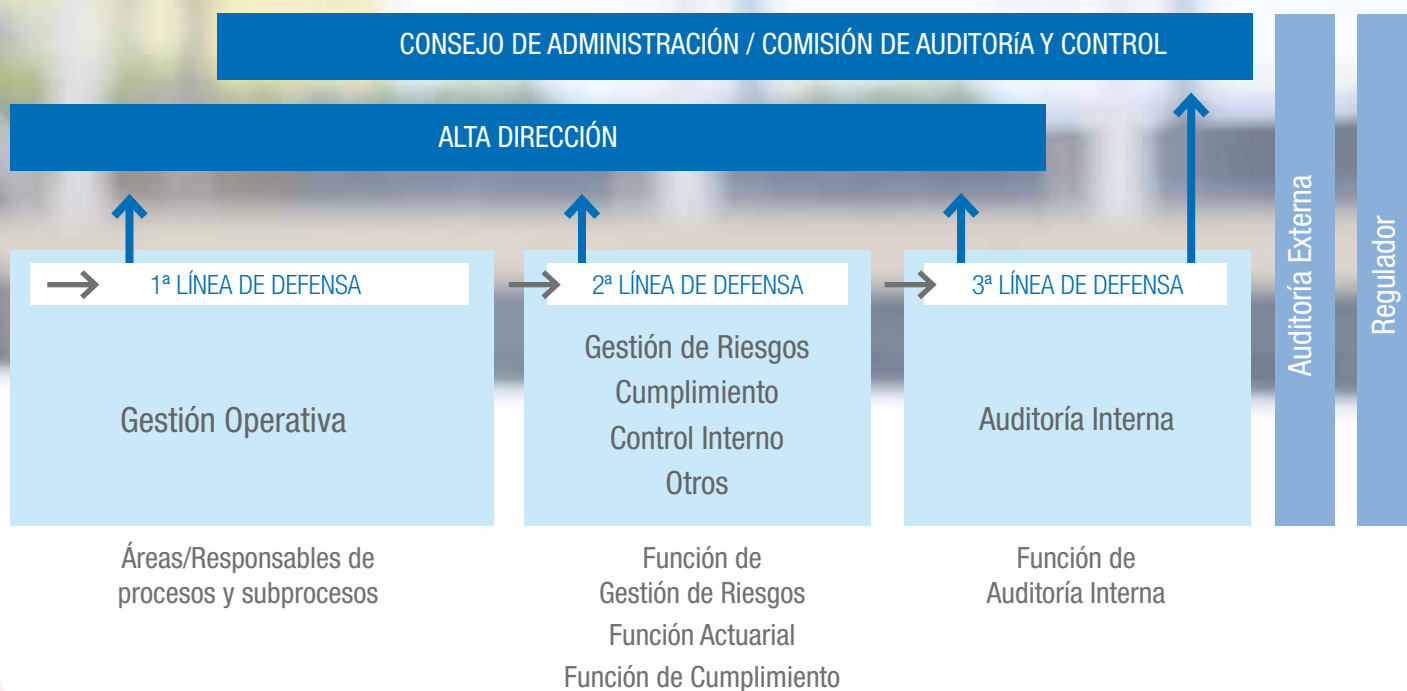 CONSEJO DE ADMINISTRACIÓN / COMISIÓN DE AUDITORíA Y CONTROL
ALTA DIRECCIÓN
1ª LÍNEA DE DEFENSA
Gestión Operativa
Áreas/Responsables de
procesos y subprocesos
2ª LÍNEA DE DEFENSA
Gestión de Riesgos
Cumplimiento
Control Interno
Otros
Función de
Gestión de Riesgos
Función Actuarial
Función de Cumplimiento
3ª LÍNEA DE DEFENSA
Auditoría Interna
Función de
Auditoría Interna
Auditoría Externa
Regulador